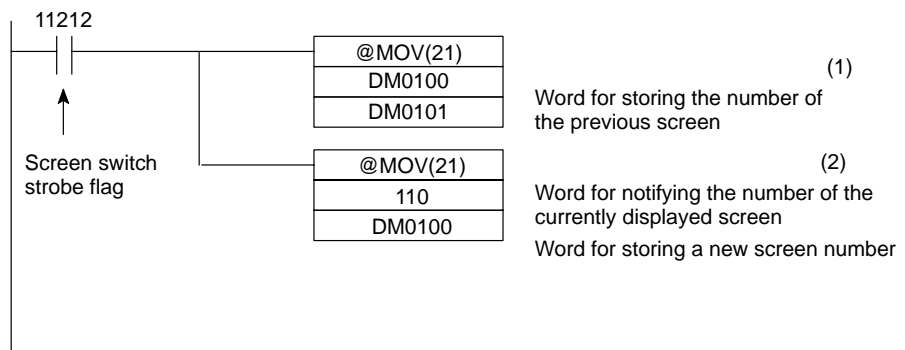 11212
@MOV(21)
(1)
DM0100
Word for storing the number of
DM0101
the previous screen
Screen switch
strobe flag
@MOV(21)
(2)
110
Word for notifying the number of the
currently displayed screen
DM0100
Word for storing a new screen number